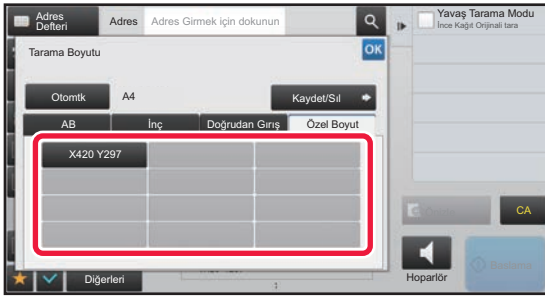 Adres Defteri
Adres
Adres Girmek için dokunun
Yavaş Tarama Modu
İnce Kağıt Orijinali tara
Tarama Boyutu
OK
Otomtk
A4
Kaydet/Sil
AB
İnç
Doğrudan Giriş
Özel Boyut
X420 Y297
CA
Diğerleri
1
Hoparlör